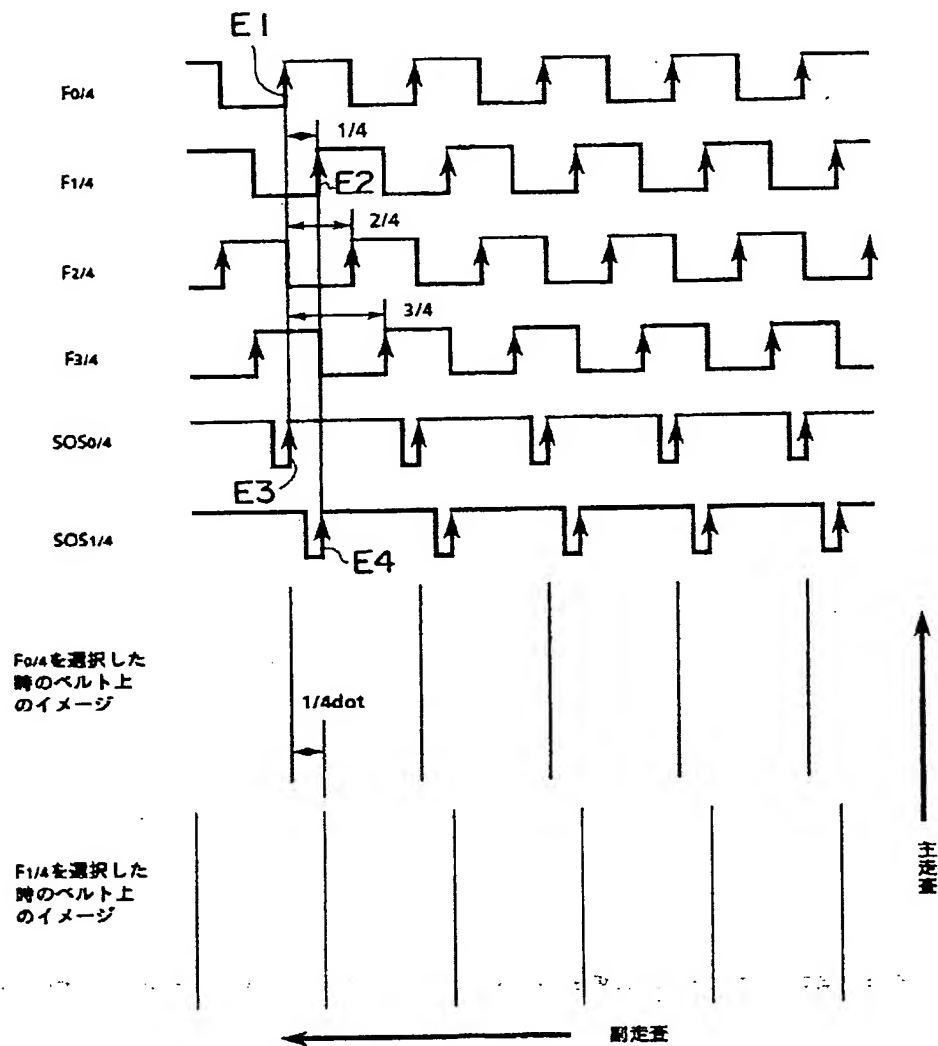 E1
F0/4
1/4
F1/4
E2
2/4
F2/4
3/4
F3/4
SOS0/4
E3
SOS1/4
E4
F0/4を選択した
時のベルト上
のイメージ
1/4dot
F1/4を選択した
時のベルト上
のイメージ
主走査
副走査